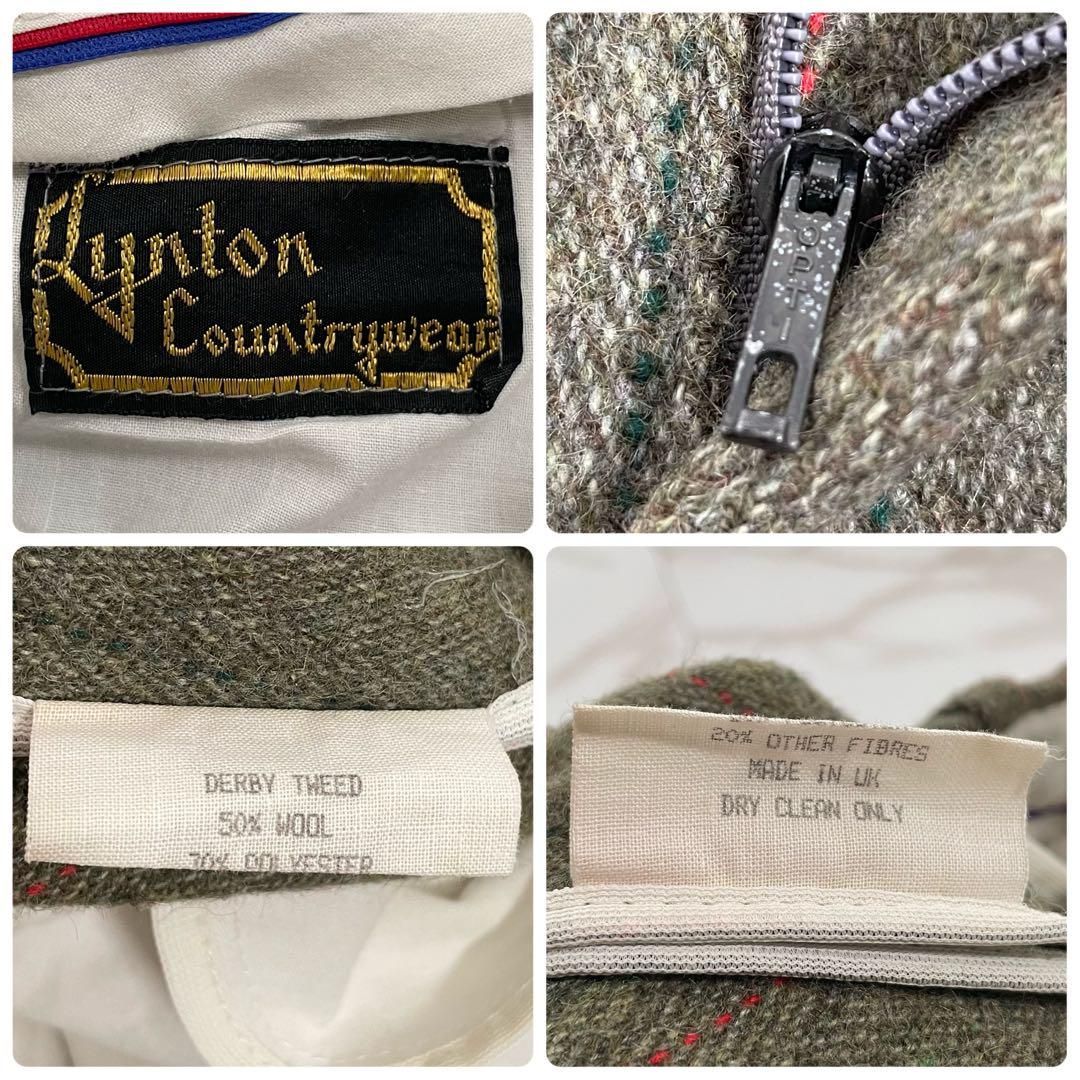 Lynton
Countrywear
OPTI
DERBY TWEED
50% WOOL
POLYESTER
20% OTHER FIBRES
MADE IN UK
DRY CLEAN ONLY